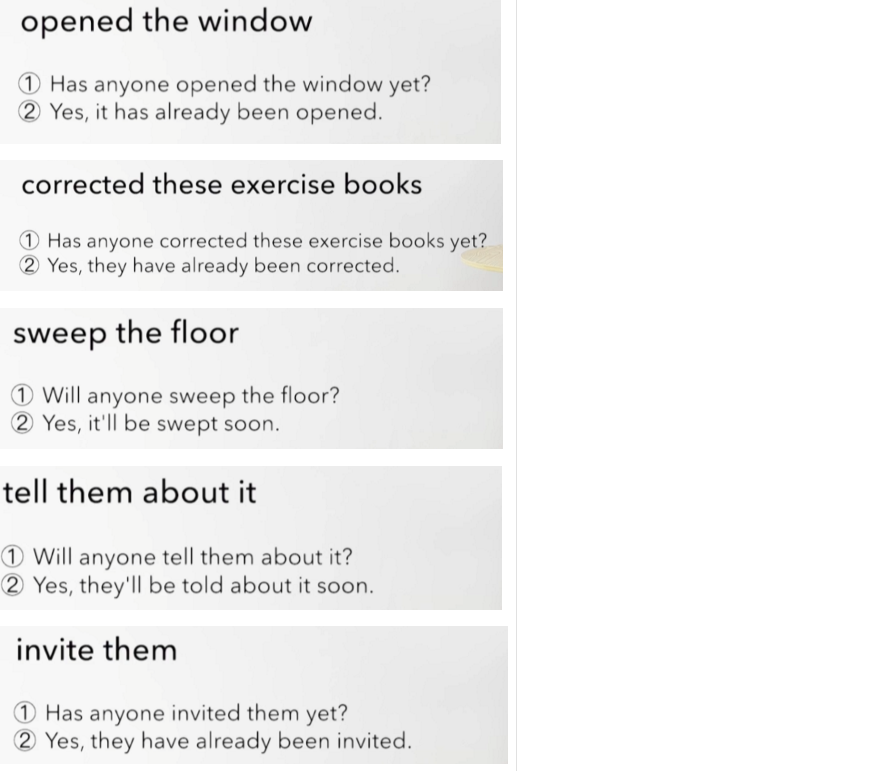 opened the window
① Has anyone opened the window yet?
② Yes, it has already been opened.
corrected these exercise books
① Has anyone corrected these exercise books yet?
② Yes, they have already been corrected.
sweep the floor
① Will anyone sweep the floor?
② Yes, it'll be swept soon.
tell them about it
① Will anyone tell them about it?
② Yes, they'll be told about it soon.
invite them
① Has anyone invited them yet?
② Yes, they have already been invited.